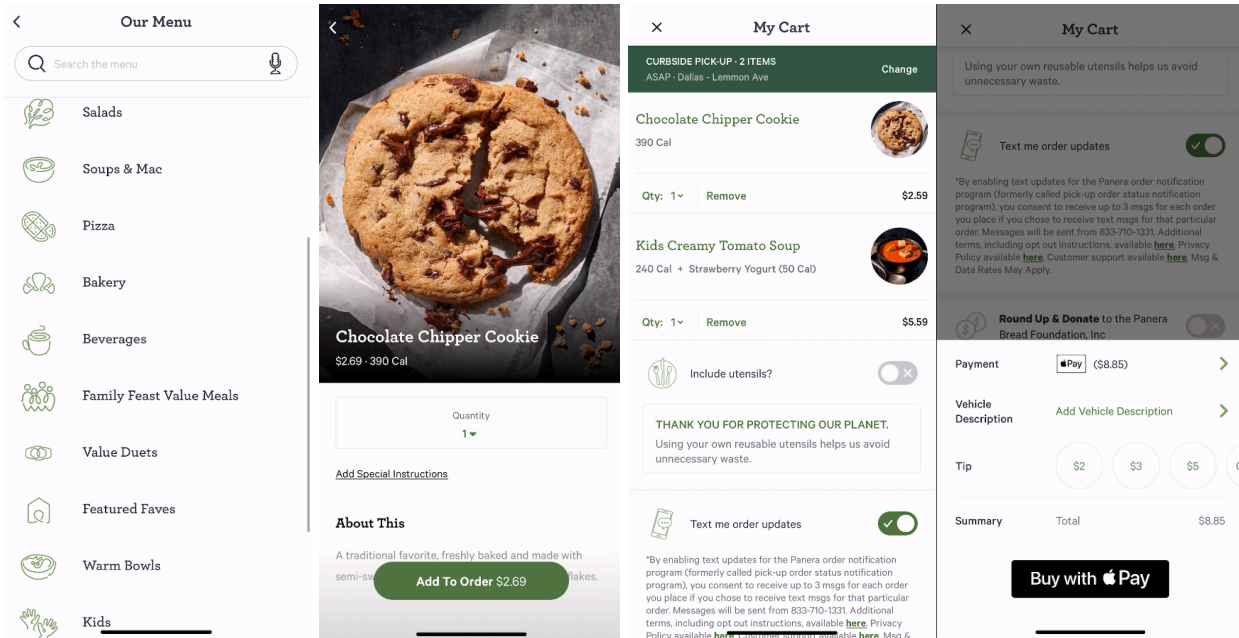 Our Menu
Search the menu
Salads
Soups & Mac
Pizza
Bakery
Beverages
Family Feast Value Meals
Value Duets
Featured Faves
Warm Bowls
Kids
Chocolate Chipper Cookie
$2.69 · 390 Cal
Quantity
1
Add Special Instructions
About This
A traditional favorite, freshly baked and made with
Add To Order $2.69
My Cart
CURBSIDE PICK-UP · 2 ITEMS
ASAP · Dallas - Lemmon Ave
Change
Chocolate Chipper Cookie
390 Cal
Qty: 1
Remove
$2.59
Kids Creamy Tomato Soup
240 Cal + Strawberry Yogurt (50 Cal)
Qty: 1
Remove
$5.59
Include utensils?
THANK YOU FOR PROTECTING OUR PLANET.
Using your own reusable utensils helps us avoid
unnecessary waste.
Text me order updates
*By enabling text updates for the Panera order notification
program (formerly called pick-up order status notification
program), you consent to receive up to 3 msgs for each order
you place if you chose to receive text msgs for that particular
order. Messages will be sent from 833-710-1331. Additional
terms, including opt out instructions, available here. Privacy
Policy available here. Customer support available here. Msg &
My Cart
Using your own reusable utensils helps us avoid
unnecessary waste.
Text me order updates
*By enabling text updates for the Panera order notification
program (formerly called pick-up order status notification
program), you consent to receive up to 3 msgs for each order
you place if you chose to receive text msgs for that particular
order. Messages will be sent from 833-710-1331. Additional
terms, including opt out instructions, available here. Privacy
Policy available here. Customer support available here. Msg &
Data Rates May Apply.
Round Up & Donate to the Panera
Bread Foundation, Inc
Payment
Pay
($8.85)
Vehicle
Description
Add Vehicle Description
Tip
$2
$3
$5
Summary
Total
$8.85
Buy with Pay